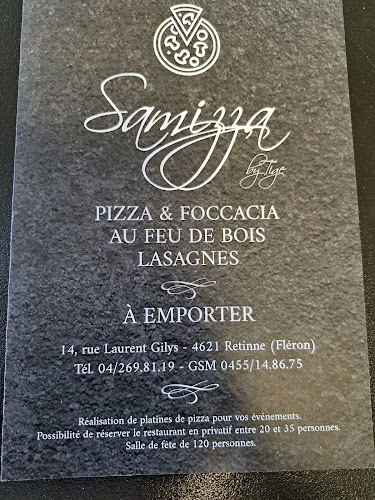 Samizza
by Tige
PIZZA & FOCCACIA
AU FEU DE BOIS
LASAGNES
À EMPORTER
14, rue Laurent Gilys - 4621 Retinne (Fléron)
Tél. 04/269.81.19 - GSM 0455/14.86.75
Réalisation de platines de pizza pour vos événements.
Possibilité de réserver le restaurant en privatif entre 20 et 35 personnes.
Salle de fête de 120 personnes.